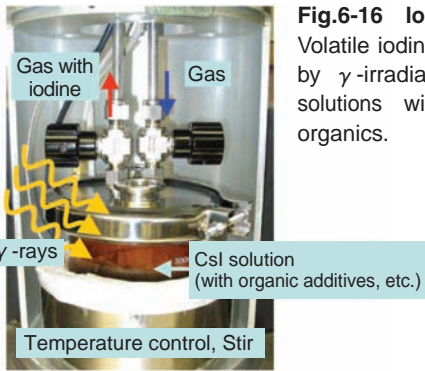 Fig.6-16 Io
Volatile iodin
by γ-irradia
solutions wi
organics.
Gas with
iodine
Gas
γ-rays
CsI solution
(with organic additives, etc.)
Temperature control, Stir